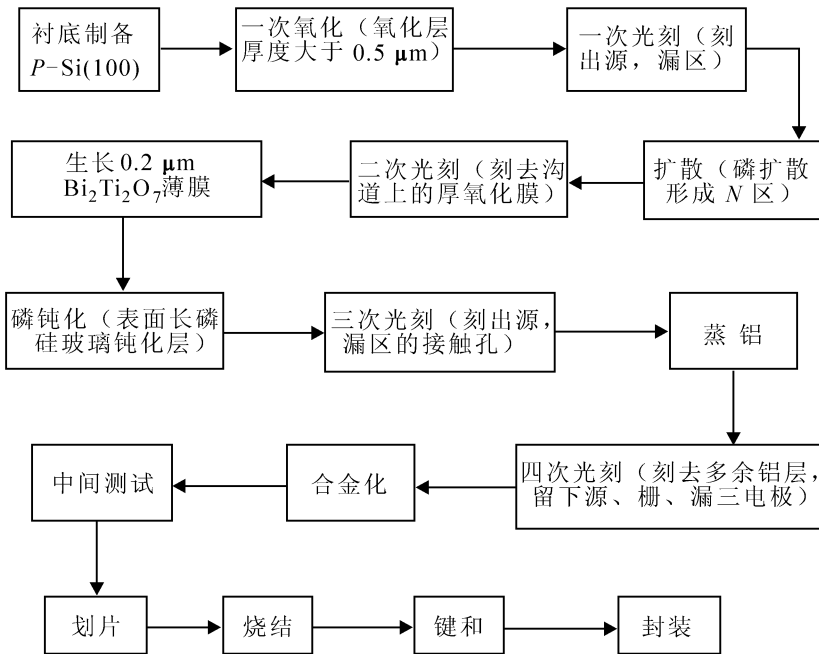 衬底制备
P-Si(100)
一次氧化（氧化层
厚度大于 0.5 μm）
一次光刻（刻
出源，漏区）
扩散（磷扩散
形成 N 区）
二次光刻（刻去沟
道上的厚氧化膜）
生长 0.2 μm
Bi₂Ti₂O₇薄膜
磷钝化（表面长磷
硅玻璃钝化层）
三次光刻（刻出源，
漏区的接触孔）
蒸 铝
四次光刻（刻去多余铝层，
留下源、栅、漏三电极）
合金化
中间测试
划片
烧结
键和
封装